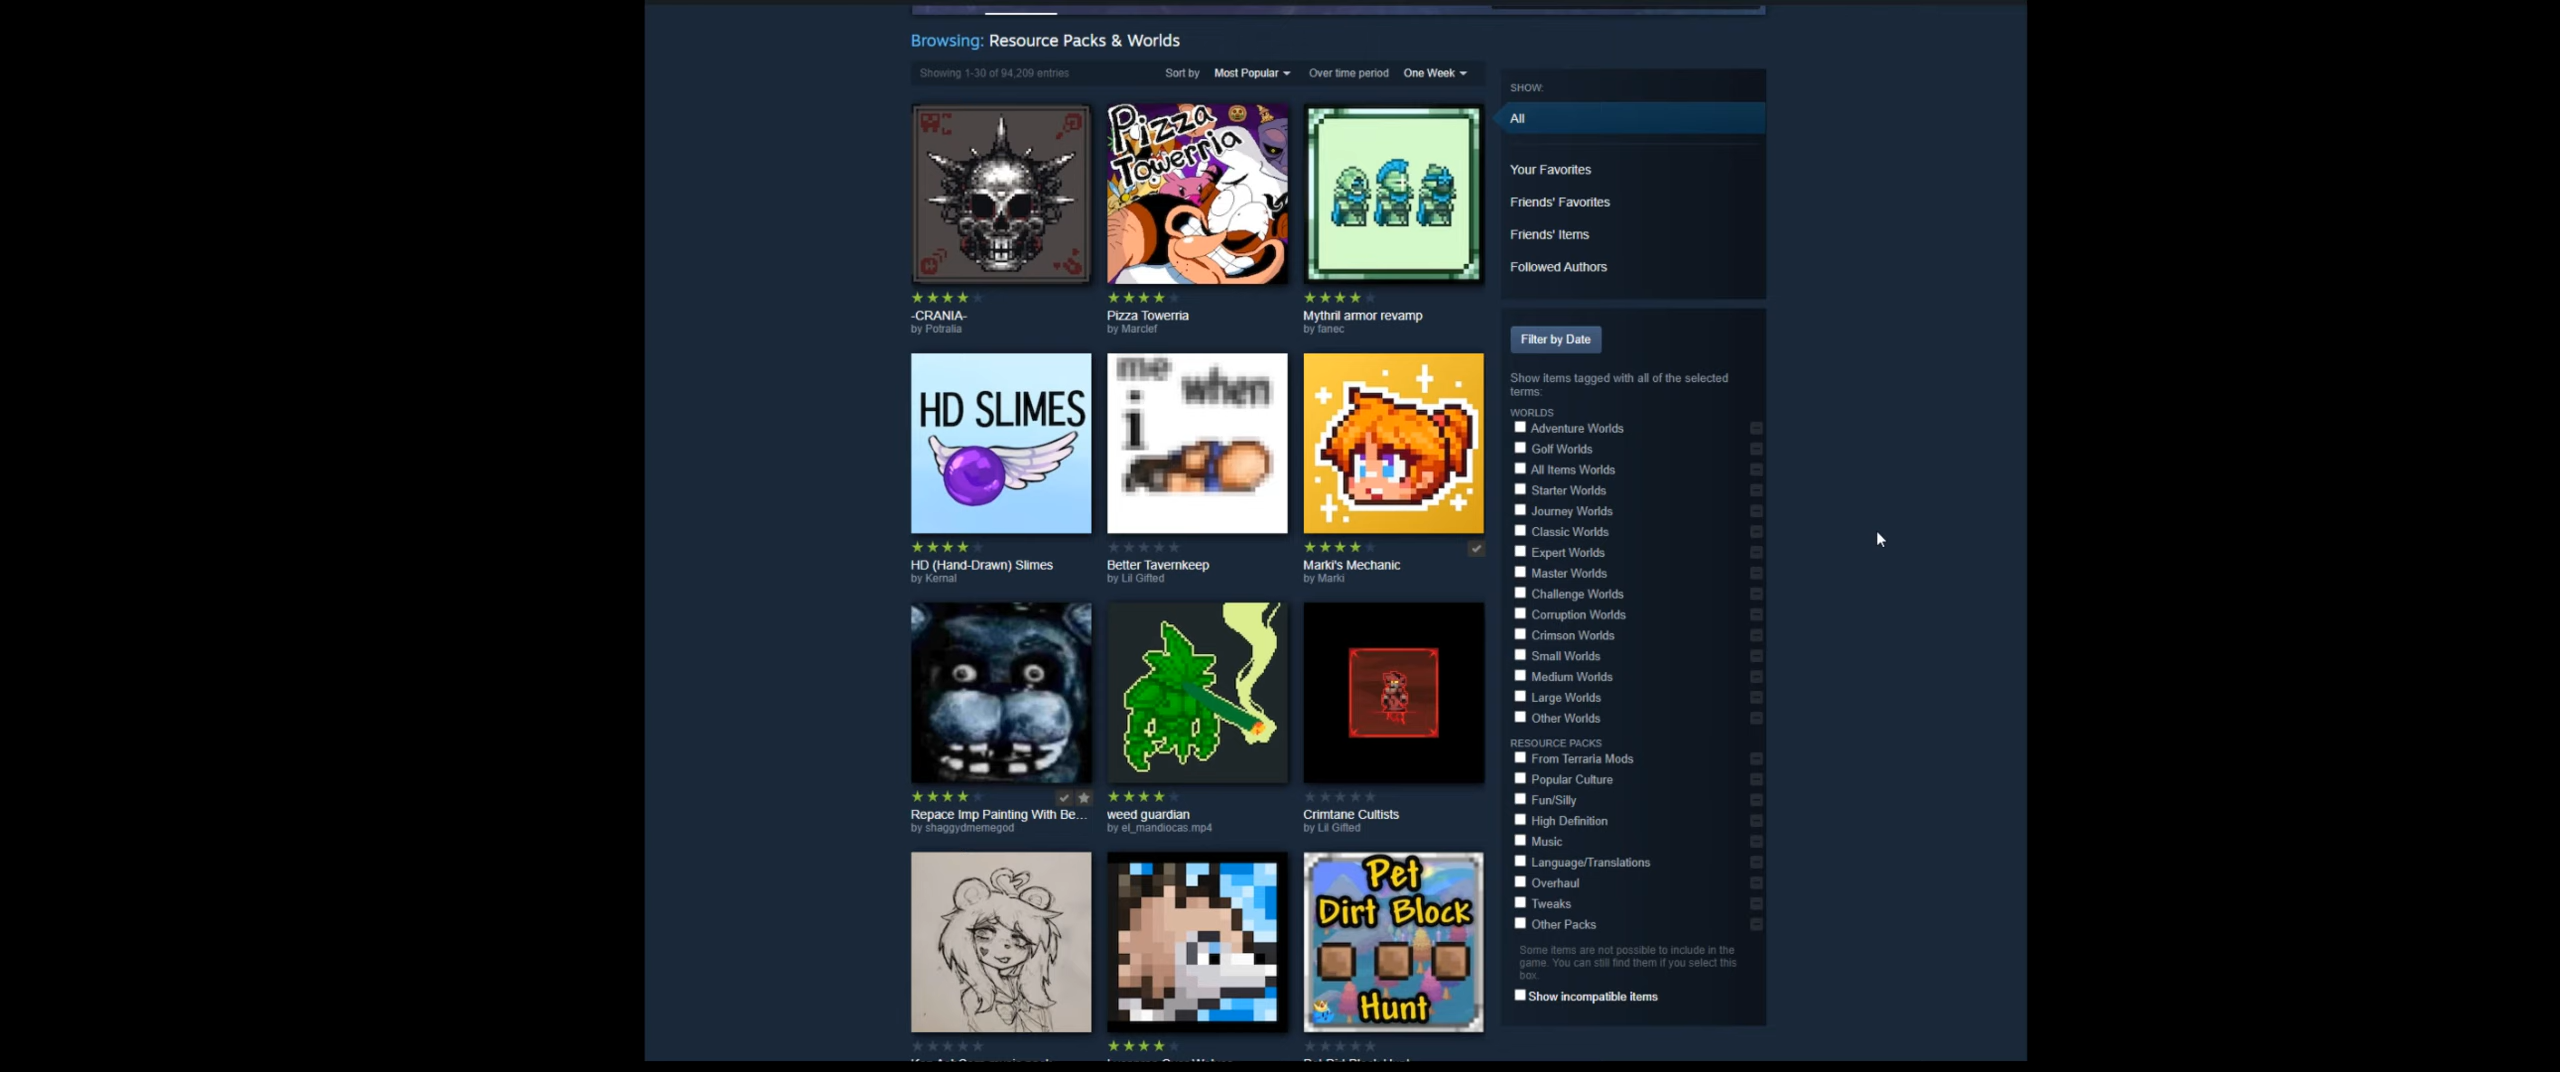 Browsing: Resource Packs & Worlds
Showing 1-30 of 94,209 entries
Sort by Most Popular Over time period One Week
Pizza
Towerria
-CRANIA-
by Potralia
Pizza Towerria
by Marclef
Mythril armor revamp
by fanec
HD SLIMES
me
when
i
HD (Hand-Drawn) Slimes
by Kernal
Better Tavernkeep
by Lil Gifted
Marki's Mechanic
by Marki
Repace Imp Painting With Be...
by shaggydmemegod
weed guardian
by el_mandiocas.mp4
Crimtane Cultists
by Lil Gifted
Pet
Dirt Block
Hunt
SHOW:
All
Your Favorites
Friends' Favorites
Friends' Items
Followed Authors
Filter by Date
Show items tagged with all of the selected
terms:
WORLDS
Adventure Worlds
Golf Worlds
All Items Worlds
Starter Worlds
Journey Worlds
Classic Worlds
Expert Worlds
Master Worlds
Challenge Worlds
Corruption Worlds
Crimson Worlds
Small Worlds
Medium Worlds
Large Worlds
Other Worlds
RESOURCE PACKS
From Terraria Mods
Popular Culture
Fun/Silly
High Definition
Music
Language/Translations
Overhaul
Tweaks
Other Packs
Some items are not possible to include in the
game. You can still find them if you select this
box.
Show incompatible items